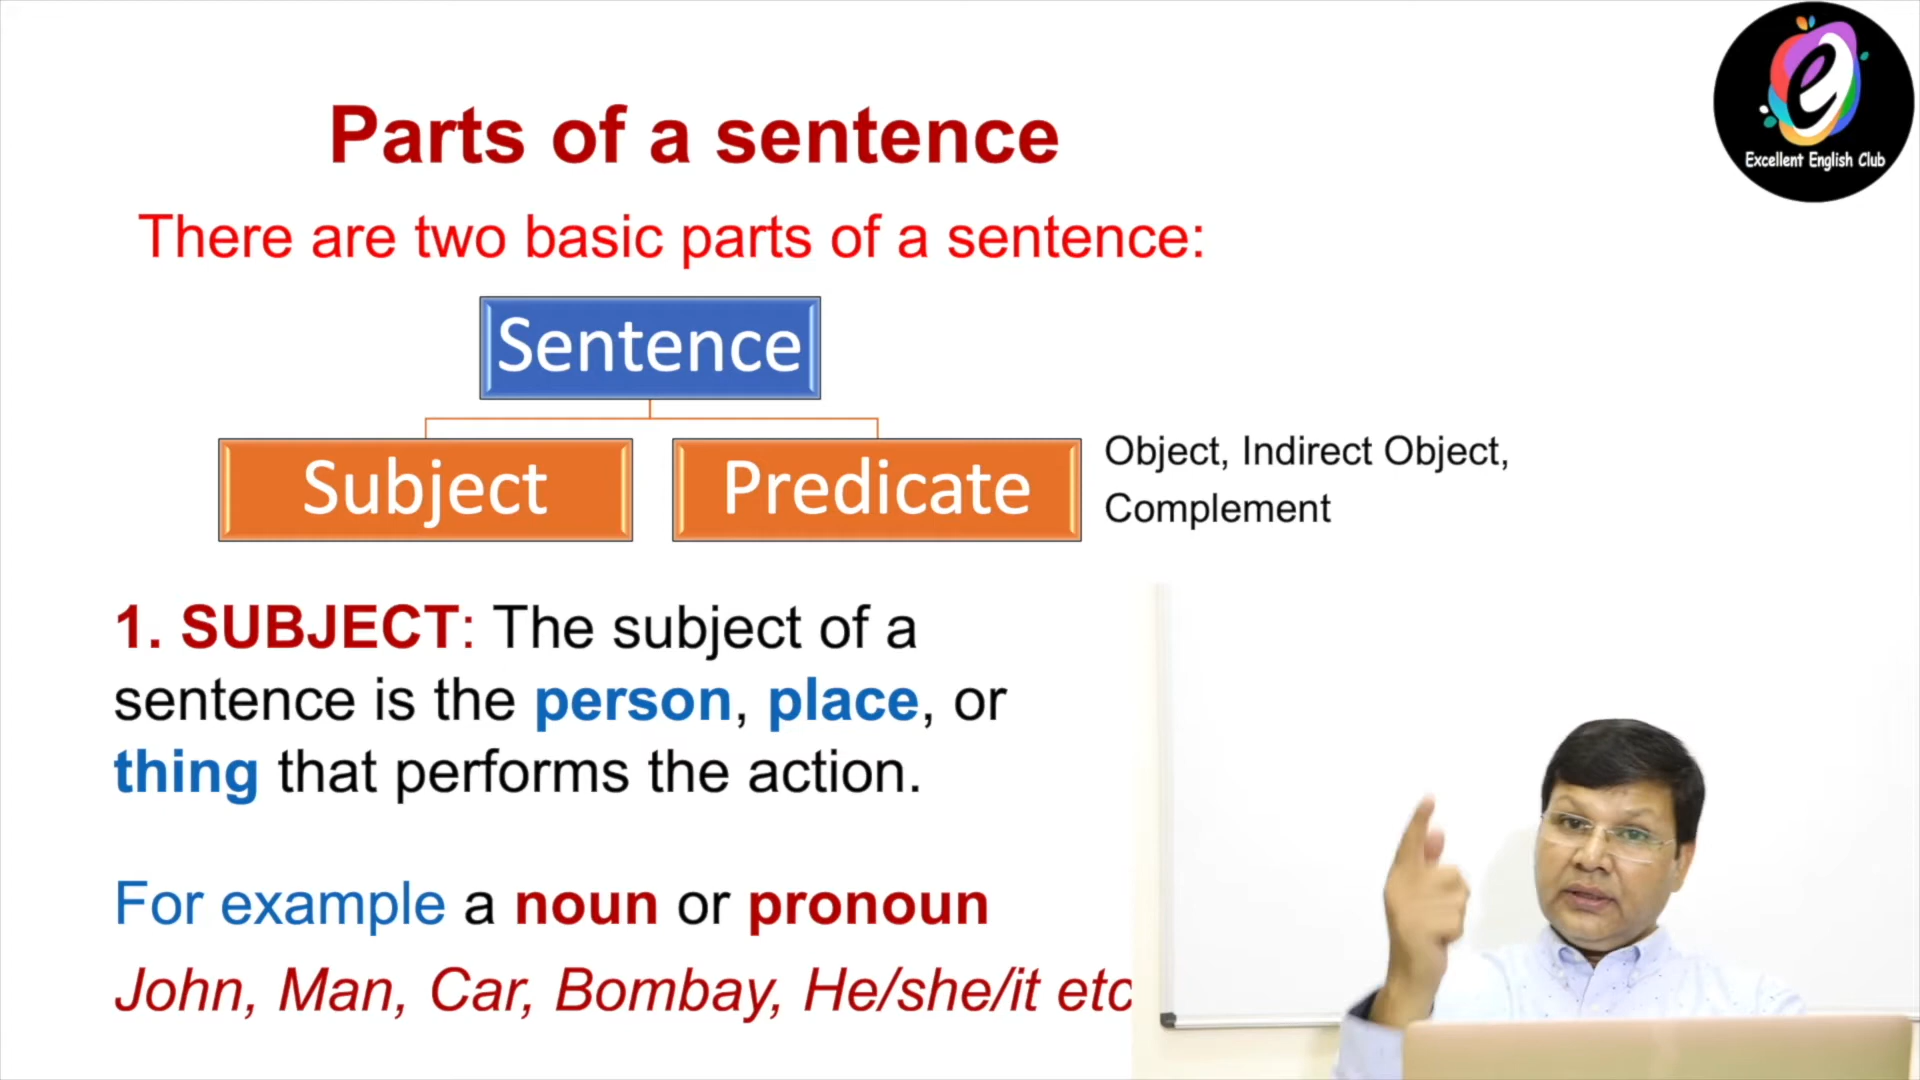 Parts of a sentence
There are two basic parts of a sentence:
Sentence
Subject
Predicate
Object, Indirect Object,
Complement
1. SUBJECT: The subject of a
sentence is the person, place, or
thing that performs the action.
For example a noun or pronoun
John, Man, Car, Bombay, He/she/it etc
e
Excellent English Club